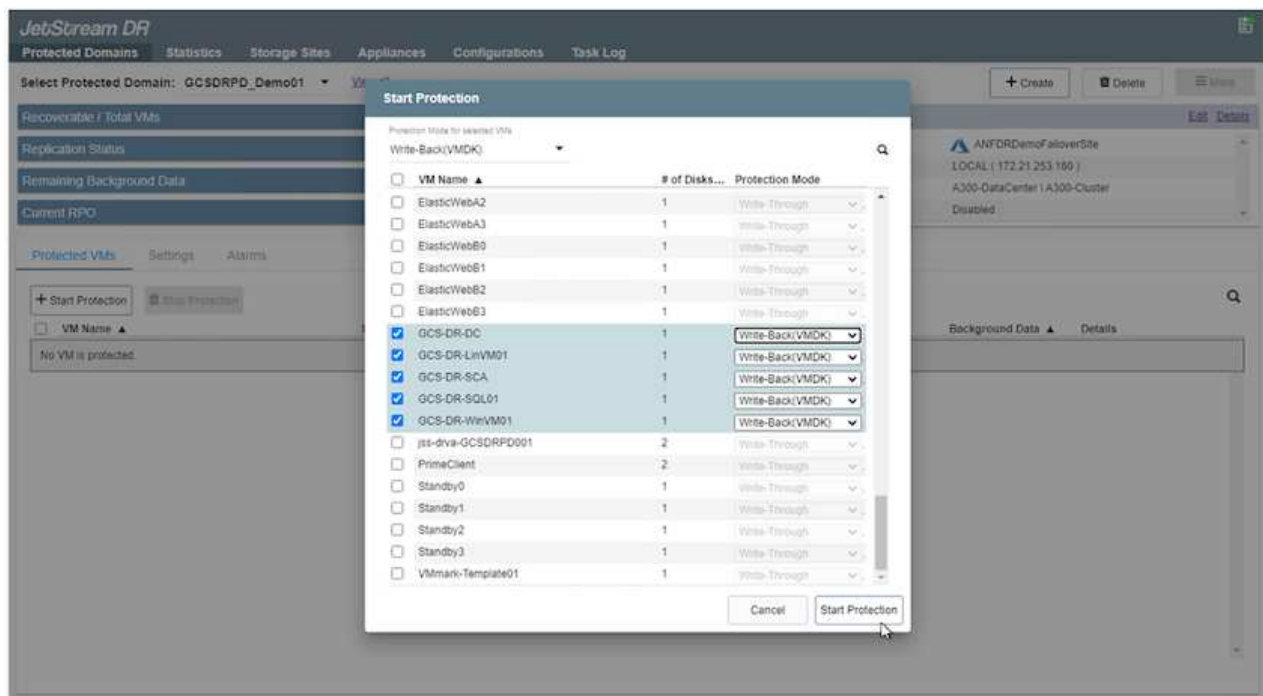 JetStream DR
Protected Domains Statistics Storage Sites Appliances Configurations Task Log
Select Protected Domain: GCSDRPD_Demo01
+ Create Delete More
Recoverable / Total VMs
Edit Details
Replication Status
ANFDRDemoFailoverSite
Remaining Background Data
LOCAL ( 172.21.253.160 )
A300-DataCenter \ A300-Cluster
Current RPO
Disabled
Protected VMs Settings Alarms
+ Start Protection Stop Protection
VM Name ▲
Background Data ▲ Details
No VM is protected.
Start Protection
Protection Mode for selected VMs
Write-Back(VMDK)
VM Name ▲ # of Disks... Protection Mode
ElasticWebA2 1 Write-Through
ElasticWebA3 1 Write-Through
ElasticWebB0 1 Write-Through
ElasticWebB1 1 Write-Through
ElasticWebB2 1 Write-Through
ElasticWebB3 1 Write-Through
GCS-DR-DC 1 Write-Back(VMDK)
GCS-DR-LinVM01 1 Write-Back(VMDK)
GCS-DR-SCA 1 Write-Back(VMDK)
GCS-DR-SQL01 1 Write-Back(VMDK)
GCS-DR-WinVM01 1 Write-Back(VMDK)
jss-drva-GCSDRPD001 2 Write-Through
PrimeClient 2 Write-Through
Standby0 1 Write-Through
Standby1 1 Write-Through
Standby2 1 Write-Through
Standby3 1 Write-Through
VMmark-Template01 1 Write-Through
Cancel Start Protection